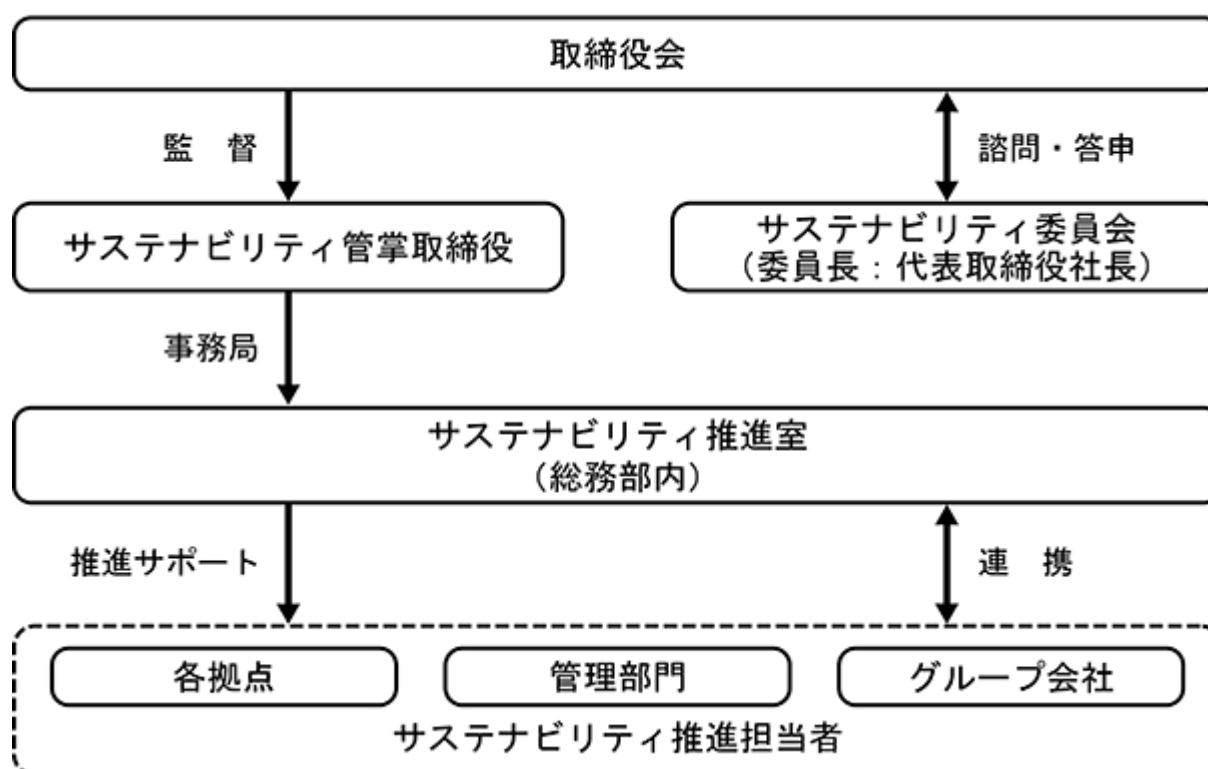 取締役会
監　督
諮問・答申
サステナビリティ管掌取締役
サステナビリティ委員会
（委員長：代表取締役社長）
事務局
サステナビリティ推進室
（総務部内）
推進サポート
連　携
各拠点
管理部門
グループ会社
サステナビリティ推進担当者